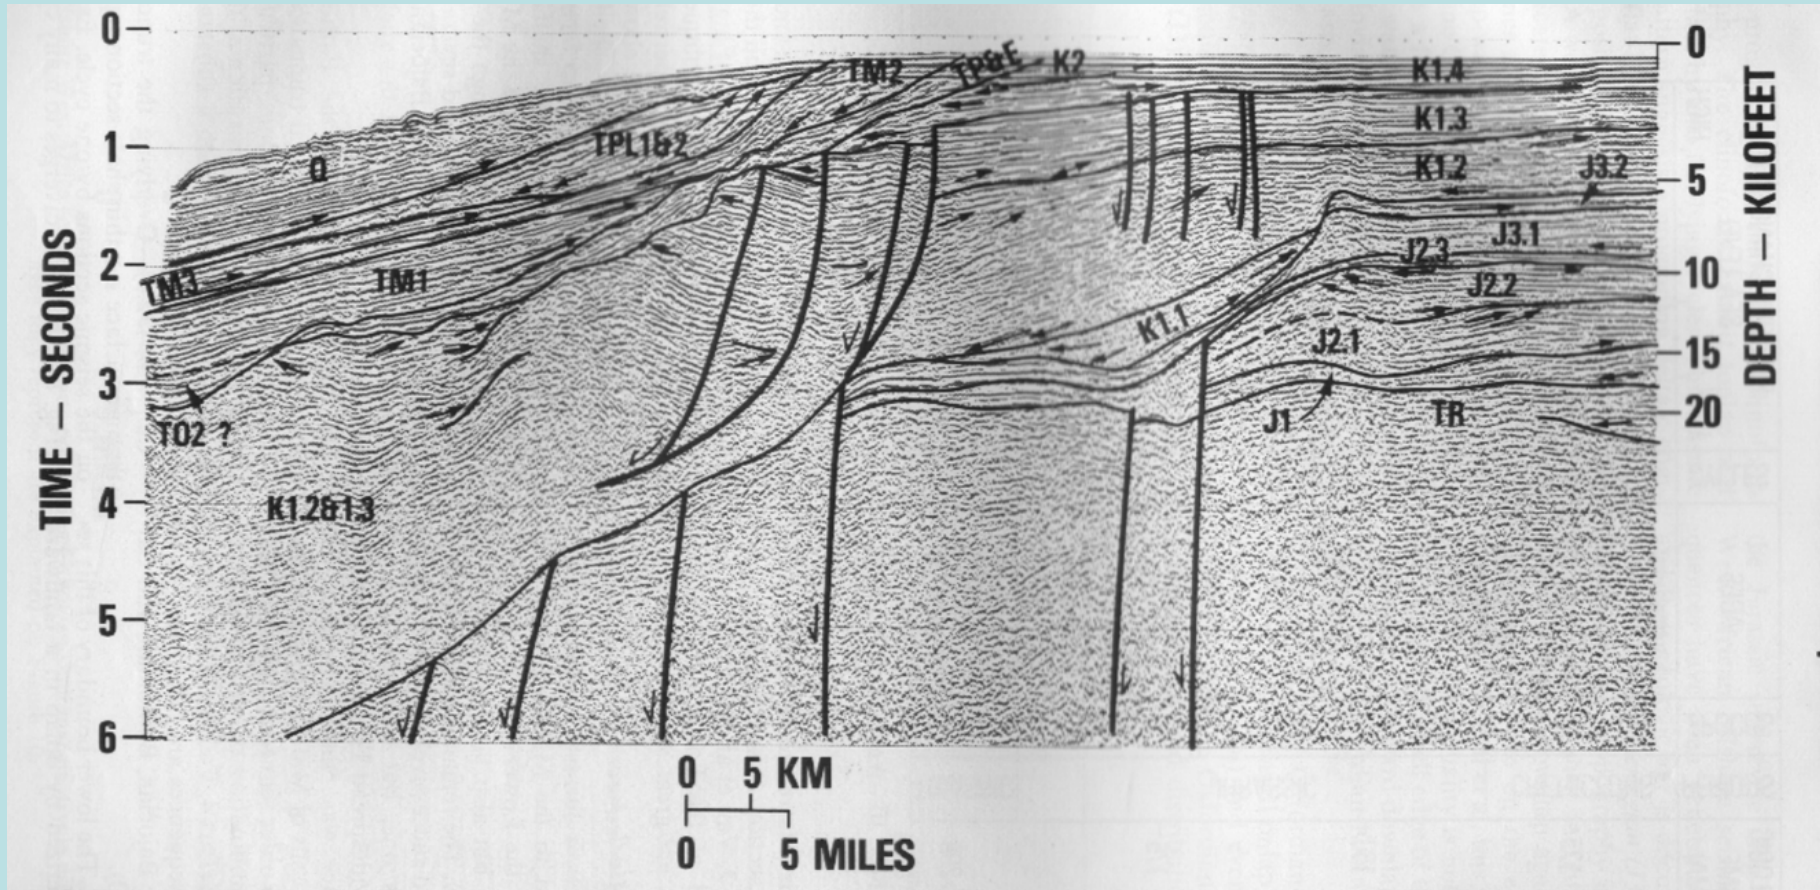 0
1
2
3
4
5
6
TIME – SECONDS
0
5
10
15
20
DEPTH – KILOFEET
TM2
TP&E
K2
K1.4
K1.3
K1.2
J3.2
J3.1
J2.3
J2.2
J2.1
J1
TR
K1.1
TPL1&2
Q
TM3
TM1
TO2 ?
K1.2&1.3
0 5 KM
0 5 MILES